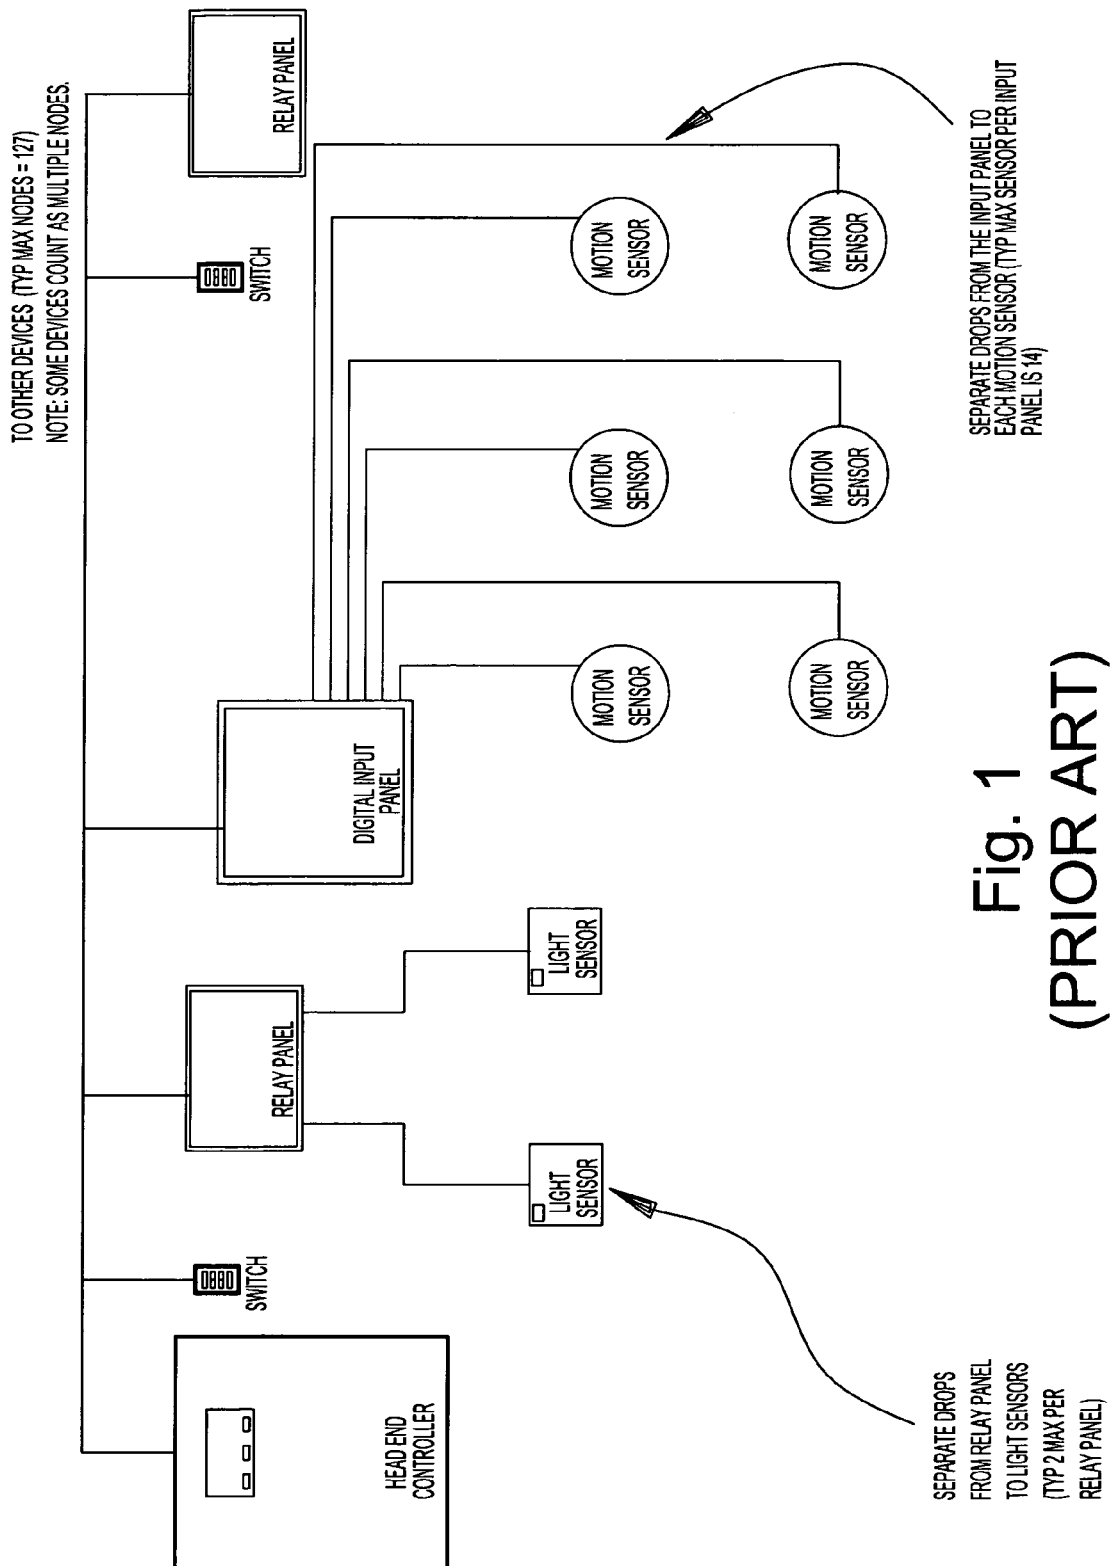 TO OTHER DEVICES (TYP MAX NODES = 127)
NOTE: SOME DEVICES COUNT AS MULTIPLE NODES.
HEAD END
CONTROLLER
SWITCH
RELAY PANEL
LIGHT
SENSOR
LIGHT
SENSOR
DIGITAL INPUT
PANEL
SWITCH
RELAY PANEL
MOTION
SENSOR
MOTION
SENSOR
MOTION
SENSOR
MOTION
SENSOR
MOTION
SENSOR
MOTION
SENSOR
SEPARATE DROPS
FROM RELAY PANEL
TO LIGHT SENSORS
(TYP 2 MAX PER
RELAY PANEL)
SEPARATE DROPS FROM THE INPUT PANEL TO
EACH MOTION SENSOR (TYP MAX SENSOR PER INPUT
PANEL IS 14)
Fig. 1
(PRIOR ART)